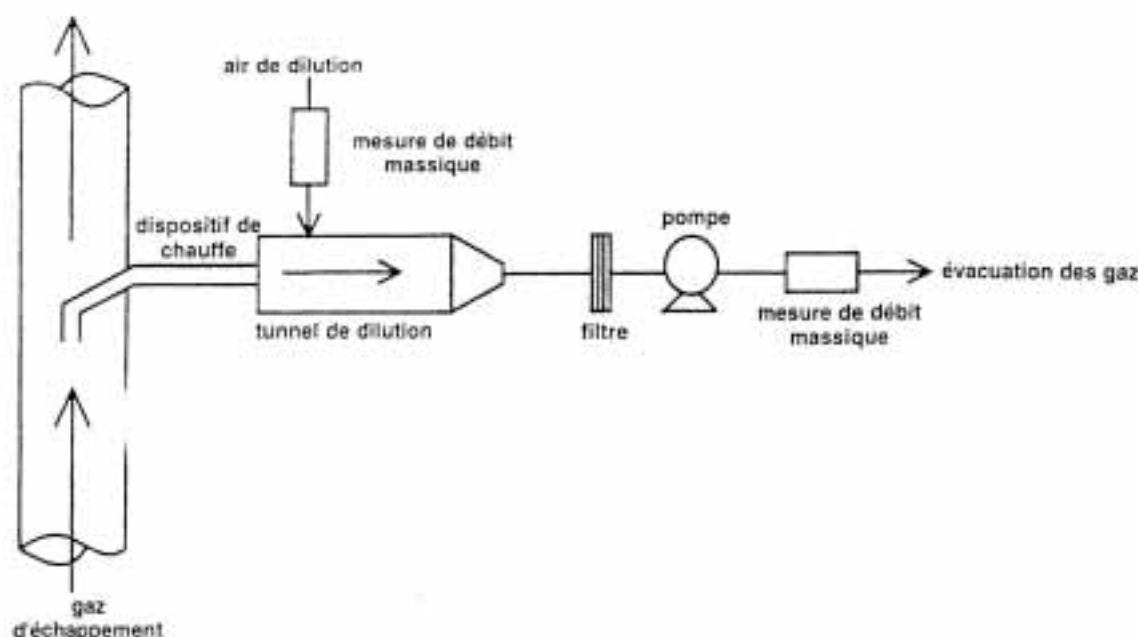 air de dilution
mesure de débit
massique
dispositif de
chauffe
pompe
évacuation des gaz
tunnel de dilution
filtre
mesure de débit
massique
gaz
d'échappement